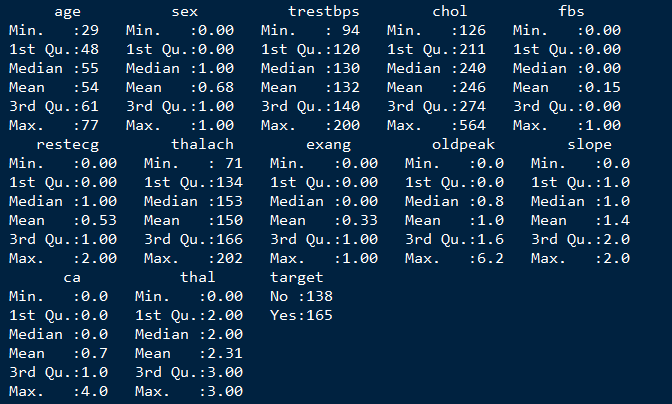 age          sex          trestbps        chol          fbs
Min.   :29   Min.   :0.00   Min.   : 94   Min.   :126   Min.   :0.00
1st Qu.:48   1st Qu.:0.00   1st Qu.:120   1st Qu.:211   1st Qu.:0.00
Median :55   Median :1.00   Median :130   Median :240   Median :0.00
Mean   :54   Mean   :0.68   Mean   :132   Mean   :246   Mean   :0.15
3rd Qu.:61   3rd Qu.:1.00   3rd Qu.:140   3rd Qu.:274   3rd Qu.:0.00
Max.   :77   Max.   :1.00   Max.   :200   Max.   :564   Max.   :1.00
   restecg        thalach        exang         oldpeak        slope
Min.   :0.00   Min.   : 71   Min.   :0.00   Min.   :0.0   Min.   :0.0
1st Qu.:0.00   1st Qu.:134   1st Qu.:0.00   1st Qu.:0.0   1st Qu.:1.0
Median :1.00   Median :153   Median :0.00   Median :0.8   Median :1.0
Mean   :0.53   Mean   :150   Mean   :0.33   Mean   :1.0   Mean   :1.4
3rd Qu.:1.00   3rd Qu.:166   3rd Qu.:1.00   3rd Qu.:1.6   3rd Qu.:2.0
Max.   :2.00   Max.   :202   Max.   :1.00   Max.   :6.2   Max.   :2.0
      ca           thal      target
Min.   :0.0   Min.   :0.00   No :138
1st Qu.:0.0   1st Qu.:2.00   Yes:165
Median :0.0   Median :2.00
Mean   :0.7   Mean   :2.31
3rd Qu.:1.0   3rd Qu.:3.00
Max.   :4.0   Max.   :3.00